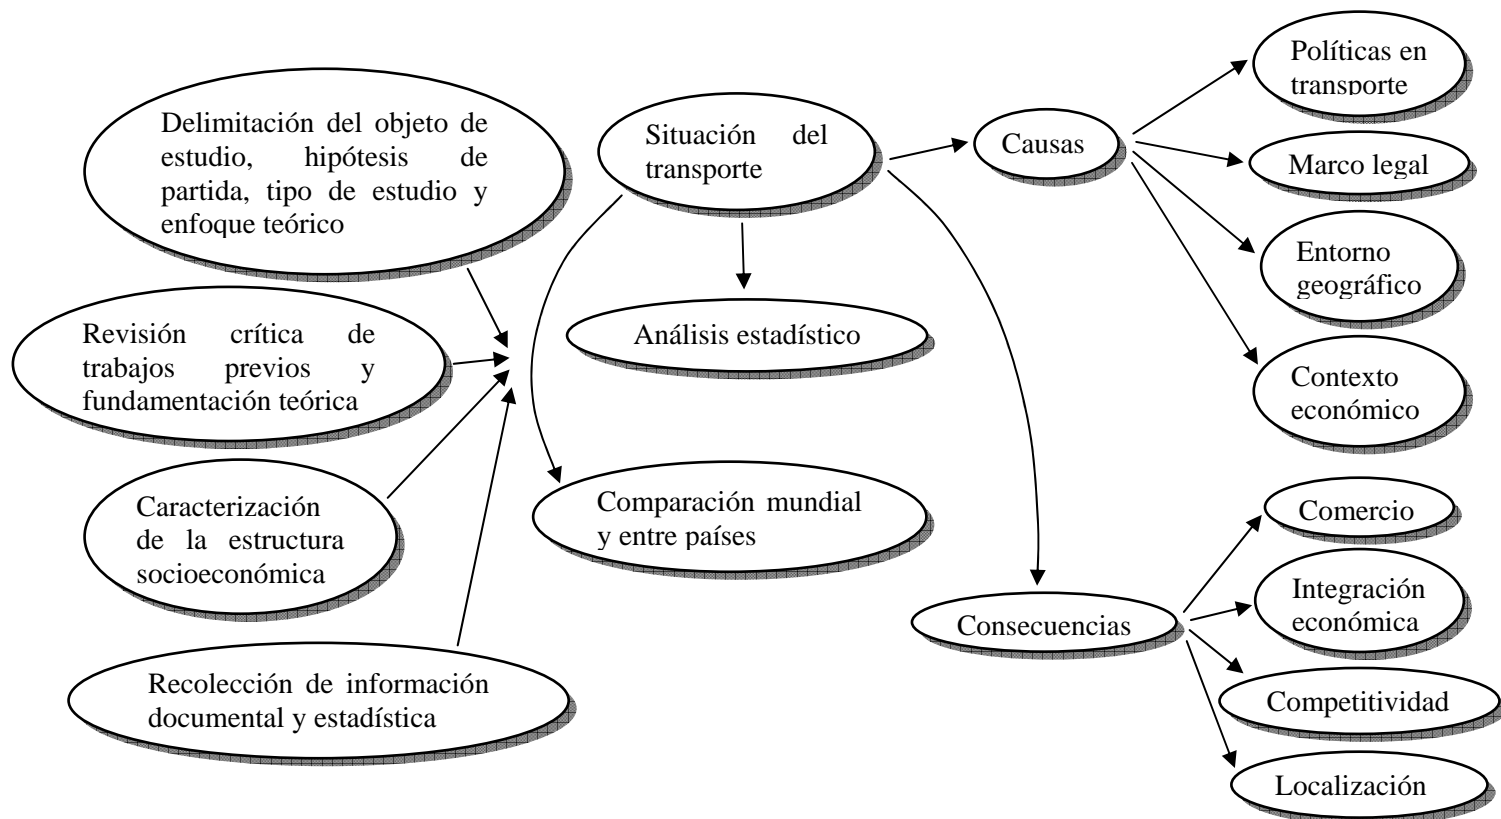 Delimitación del objeto de
estudio, hipótesis de
partida, tipo de estudio y
enfoque teórico
Revisión crítica de
trabajos previos y
fundamentación teórica
Caracterización
de la estructura
socioeconómica
Recolección de información
documental y estadística
Situación del
transporte
Análisis estadístico
Comparación mundial
y entre países
Causas
Políticas en
transporte
Marco legal
Entorno
geográfico
Contexto
económico
Consecuencias
Comercio
Integración
económica
Competitividad
Localización